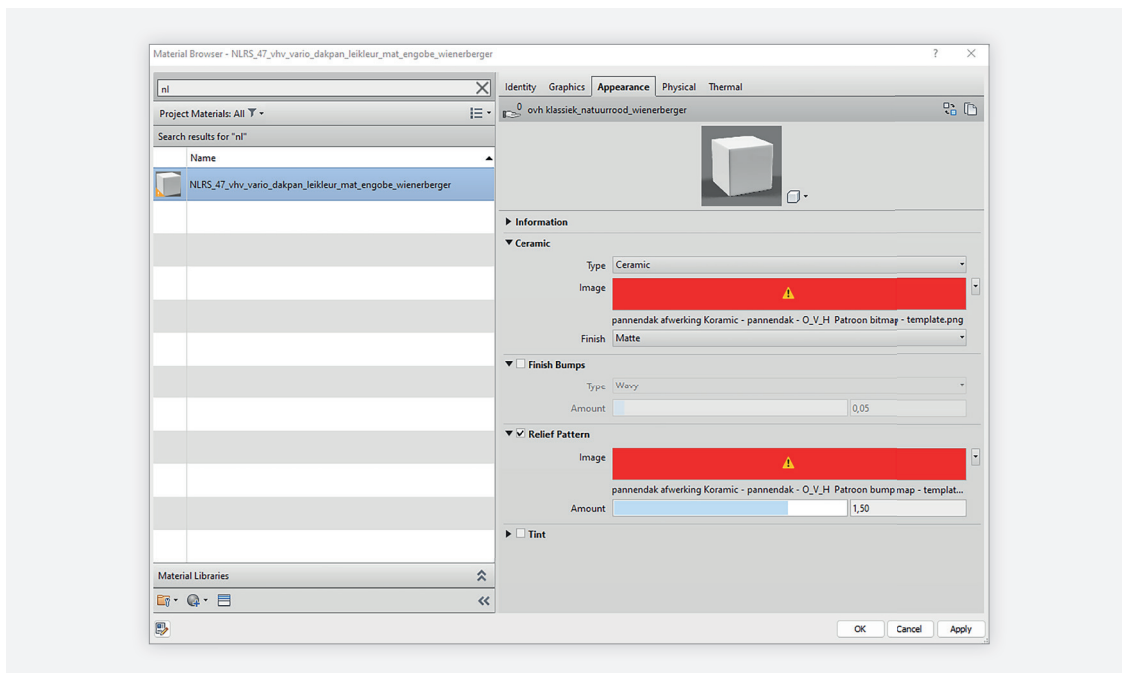 Material Browser - NLRS_47_vhv_vario_dakpan_leikleur_mat_engobe_wienerberger
?
nl
Project Materials: All
Search results for "nl"
Name
NLRS_47_vhv_vario_dakpan_leikleur_mat_engobe_wienerberger
Material Libraries
Identity Graphics Appearance Physical Thermal
0 ovh klassiek_natuurrood_wienerberger
Information
Ceramic
Type Ceramic
Image
pannendak afwerking Koramic - pannendak - O_V_H Patroon bitmap - template.png
Finish Matte
Finish Bumps
Type Wavy
Amount 0,05
Relief Pattern
Image
pannendak afwerking Koramic - pannendak - O_V_H Patroon bump map - templat...
Amount 1,50
Tint
OK Cancel Apply